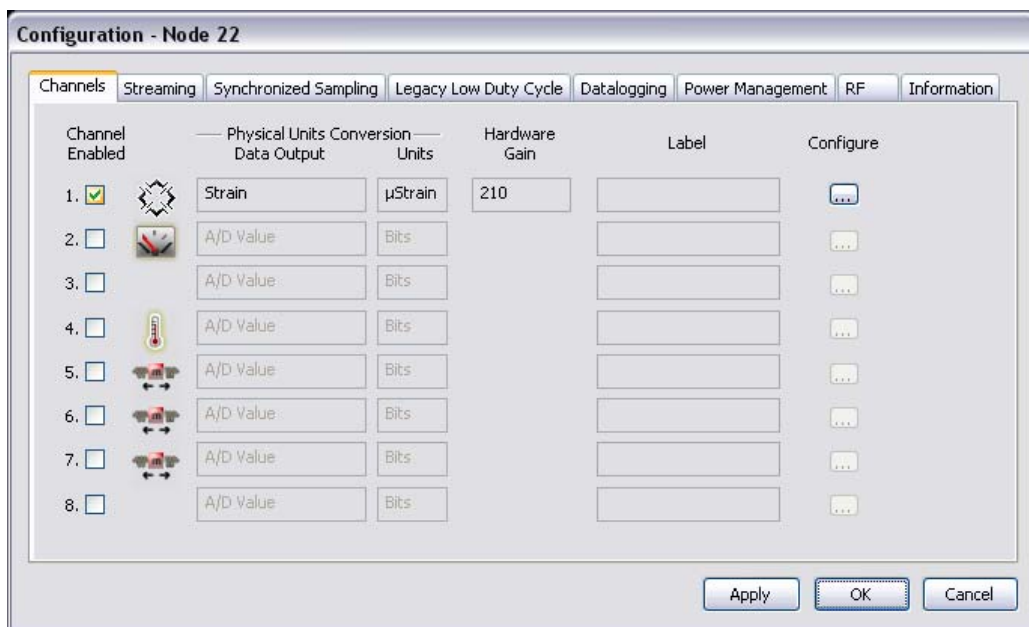 Configuration - Node 22
Channels Streaming Synchronized Sampling Legacy Low Duty Cycle Datalogging Power Management RF Information
Channel Enabled Physical Units Conversion Data Output Units Hardware Gain Label Configure
1. Strain µStrain 210 ...
2. A/D Value Bits ...
3. A/D Value Bits ...
4. A/D Value Bits ...
5. A/D Value Bits ...
6. A/D Value Bits ...
7. A/D Value Bits ...
8. A/D Value Bits ...
Apply OK Cancel